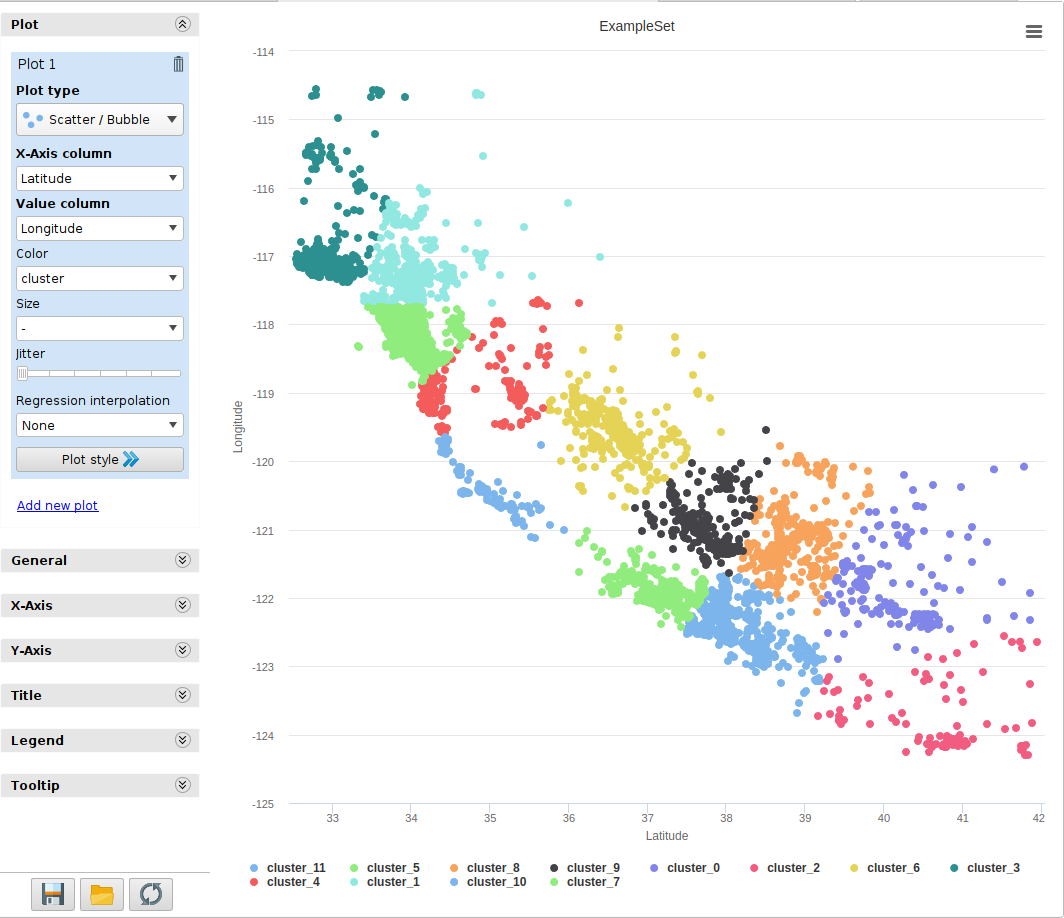 Plot
Plot 1
Plot type
Scatter / Bubble
X-Axis column
Latitude
Value column
Longitude
Color
cluster
Size
-
Jitter
Regression interpolation
None
Plot style
Add new plot
General
X-Axis
Y-Axis
Title
Legend
Tooltip
ExampleSet
-114
-115
-116
-117
-118
-119
-120
-121
-122
-123
-124
-125
Longitude
33 34 35 36 37 38 39 40 41 42
Latitude
cluster_11 cluster_5 cluster_8 cluster_9 cluster_0 cluster_2 cluster_6 cluster_3
cluster_4 cluster_1 cluster_10 cluster_7